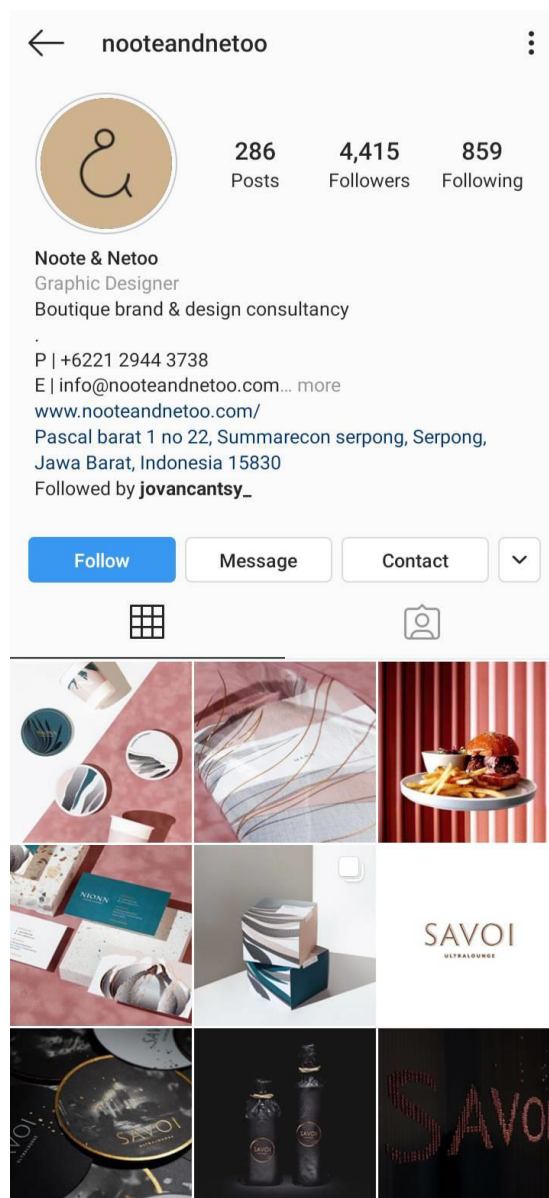 nooteandnetoo
286
4,415
859
Posts
Followers
Following
Noote & Netoo
Graphic Designer
Boutique brand & design consultancy
.
P | +6221 2944 3738
E | info@nooteandnetoo.com... more
www.nooteandnetoo.com/
Pascal barat 1 no 22, Summarecon serpong, Serpong,
Jawa Barat, Indonesia 15830
Followed by jovancantsy_
Follow
Message
Contact
NIONN
SAVOI
ULTRALOUNGE
VOI
SAVOI
SAVOI
SAVOI
SAVOI